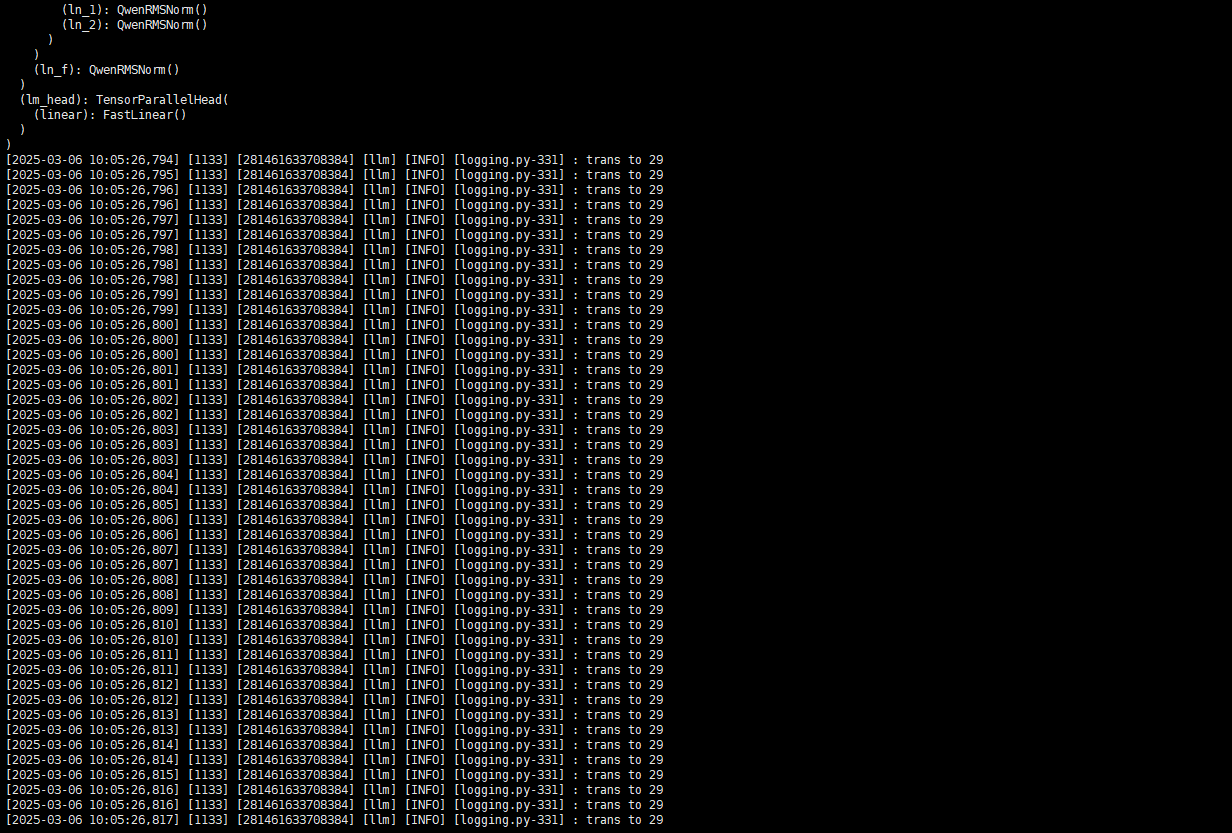 (ln_1): QwenRMSNorm()
(ln_2): QwenRMSNorm()
)
)
(ln_f): QwenRMSNorm()
)
(lm_head): TensorParallelHead(
(linear): FastLinear()
)
)
[2025-03-06 10:05:26,794] [1133] [281461633708384] [llm] [INFO] [logging.py-331] : trans to 29
[2025-03-06 10:05:26,795] [1133] [281461633708384] [llm] [INFO] [logging.py-331] : trans to 29
[2025-03-06 10:05:26,796] [1133] [281461633708384] [llm] [INFO] [logging.py-331] : trans to 29
[2025-03-06 10:05:26,796] [1133] [281461633708384] [llm] [INFO] [logging.py-331] : trans to 29
[2025-03-06 10:05:26,797] [1133] [281461633708384] [llm] [INFO] [logging.py-331] : trans to 29
[2025-03-06 10:05:26,797] [1133] [281461633708384] [llm] [INFO] [logging.py-331] : trans to 29
[2025-03-06 10:05:26,798] [1133] [281461633708384] [llm] [INFO] [logging.py-331] : trans to 29
[2025-03-06 10:05:26,798] [1133] [281461633708384] [llm] [INFO] [logging.py-331] : trans to 29
[2025-03-06 10:05:26,798] [1133] [281461633708384] [llm] [INFO] [logging.py-331] : trans to 29
[2025-03-06 10:05:26,799] [1133] [281461633708384] [llm] [INFO] [logging.py-331] : trans to 29
[2025-03-06 10:05:26,799] [1133] [281461633708384] [llm] [INFO] [logging.py-331] : trans to 29
[2025-03-06 10:05:26,800] [1133] [281461633708384] [llm] [INFO] [logging.py-331] : trans to 29
[2025-03-06 10:05:26,800] [1133] [281461633708384] [llm] [INFO] [logging.py-331] : trans to 29
[2025-03-06 10:05:26,800] [1133] [281461633708384] [llm] [INFO] [logging.py-331] : trans to 29
[2025-03-06 10:05:26,801] [1133] [281461633708384] [llm] [INFO] [logging.py-331] : trans to 29
[2025-03-06 10:05:26,801] [1133] [281461633708384] [llm] [INFO] [logging.py-331] : trans to 29
[2025-03-06 10:05:26,802] [1133] [281461633708384] [llm] [INFO] [logging.py-331] : trans to 29
[2025-03-06 10:05:26,802] [1133] [281461633708384] [llm] [INFO] [logging.py-331] : trans to 29
[2025-03-06 10:05:26,803] [1133] [281461633708384] [llm] [INFO] [logging.py-331] : trans to 29
[2025-03-06 10:05:26,803] [1133] [281461633708384] [llm] [INFO] [logging.py-331] : trans to 29
[2025-03-06 10:05:26,803] [1133] [281461633708384] [llm] [INFO] [logging.py-331] : trans to 29
[2025-03-06 10:05:26,804] [1133] [281461633708384] [llm] [INFO] [logging.py-331] : trans to 29
[2025-03-06 10:05:26,804] [1133] [281461633708384] [llm] [INFO] [logging.py-331] : trans to 29
[2025-03-06 10:05:26,805] [1133] [281461633708384] [llm] [INFO] [logging.py-331] : trans to 29
[2025-03-06 10:05:26,806] [1133] [281461633708384] [llm] [INFO] [logging.py-331] : trans to 29
[2025-03-06 10:05:26,806] [1133] [281461633708384] [llm] [INFO] [logging.py-331] : trans to 29
[2025-03-06 10:05:26,807] [1133] [281461633708384] [llm] [INFO] [logging.py-331] : trans to 29
[2025-03-06 10:05:26,807] [1133] [281461633708384] [llm] [INFO] [logging.py-331] : trans to 29
[2025-03-06 10:05:26,808] [1133] [281461633708384] [llm] [INFO] [logging.py-331] : trans to 29
[2025-03-06 10:05:26,808] [1133] [281461633708384] [llm] [INFO] [logging.py-331] : trans to 29
[2025-03-06 10:05:26,809] [1133] [281461633708384] [llm] [INFO] [logging.py-331] : trans to 29
[2025-03-06 10:05:26,810] [1133] [281461633708384] [llm] [INFO] [logging.py-331] : trans to 29
[2025-03-06 10:05:26,810] [1133] [281461633708384] [llm] [INFO] [logging.py-331] : trans to 29
[2025-03-06 10:05:26,811] [1133] [281461633708384] [llm] [INFO] [logging.py-331] : trans to 29
[2025-03-06 10:05:26,811] [1133] [281461633708384] [llm] [INFO] [logging.py-331] : trans to 29
[2025-03-06 10:05:26,812] [1133] [281461633708384] [llm] [INFO] [logging.py-331] : trans to 29
[2025-03-06 10:05:26,812] [1133] [281461633708384] [llm] [INFO] [logging.py-331] : trans to 29
[2025-03-06 10:05:26,813] [1133] [281461633708384] [llm] [INFO] [logging.py-331] : trans to 29
[2025-03-06 10:05:26,813] [1133] [281461633708384] [llm] [INFO] [logging.py-331] : trans to 29
[2025-03-06 10:05:26,814] [1133] [281461633708384] [llm] [INFO] [logging.py-331] : trans to 29
[2025-03-06 10:05:26,814] [1133] [281461633708384] [llm] [INFO] [logging.py-331] : trans to 29
[2025-03-06 10:05:26,815] [1133] [281461633708384] [llm] [INFO] [logging.py-331] : trans to 29
[2025-03-06 10:05:26,816] [1133] [281461633708384] [llm] [INFO] [logging.py-331] : trans to 29
[2025-03-06 10:05:26,816] [1133] [281461633708384] [llm] [INFO] [logging.py-331] : trans to 29
[2025-03-06 10:05:26,817] [1133] [281461633708384] [llm] [INFO] [logging.py-331] : trans to 29